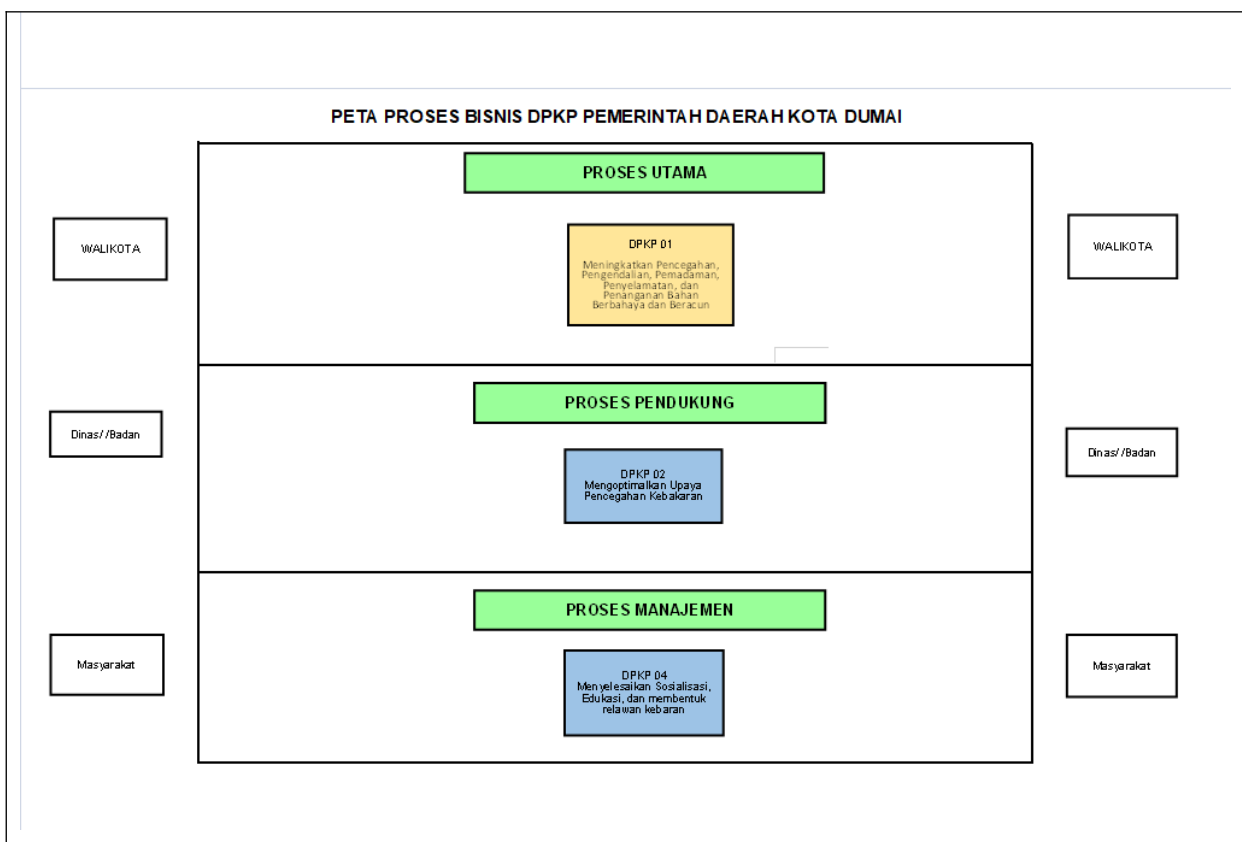 PETA PROSES BISNIS DPKP PEMERINTAH DAERAH KOTA DUMAI
PROSES UTAMA
WALIKOTA
DPKP 01
Meningkatkan Pencegahan,
Pengendalian, Pemadaman,
Penyelamatan, dan
Penanganan Bahan
Berbahaya dan Beracun
WALIKOTA
PROSES PENDUKUNG
Dinas//Badan
DPKP 02
Mengoptimalkan Upaya
Pencegahan Kebakaran
Dinas//Badan
PROSES MANAJEMEN
Masyarakat
DPKP 04
Menyelesaikan Sosialisasi,
Edukasi, dan membentuk
relawan kebaran
Masyarakat